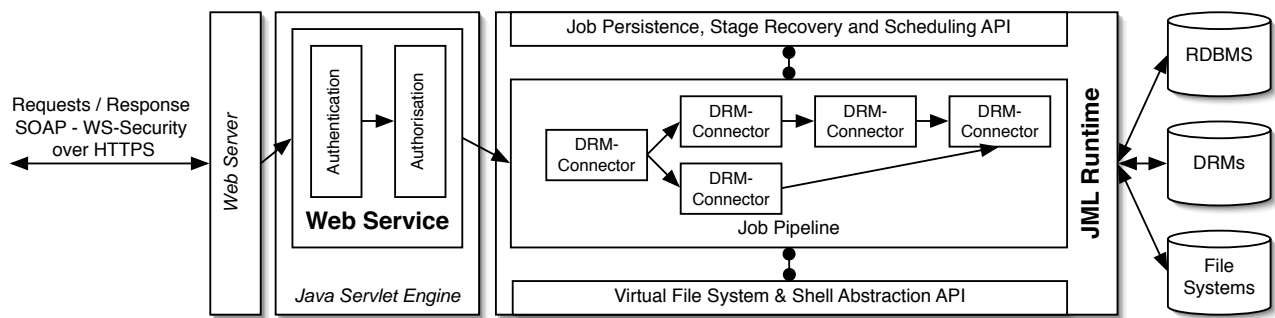 Requests / Response
SOAP - WS-Security
over HTTPS
Web Server
Authentication
Authorisation
Web Service
Java Servlet Engine
Job Persistence, Stage Recovery and Scheduling API
DRM-
Connector
DRM-
Connector
DRM-
Connector
DRM-
Connector
DRM-
Connector
Job Pipeline
Virtual File System & Shell Abstraction API
JML Runtime
RDBMS
DRMs
File
Systems